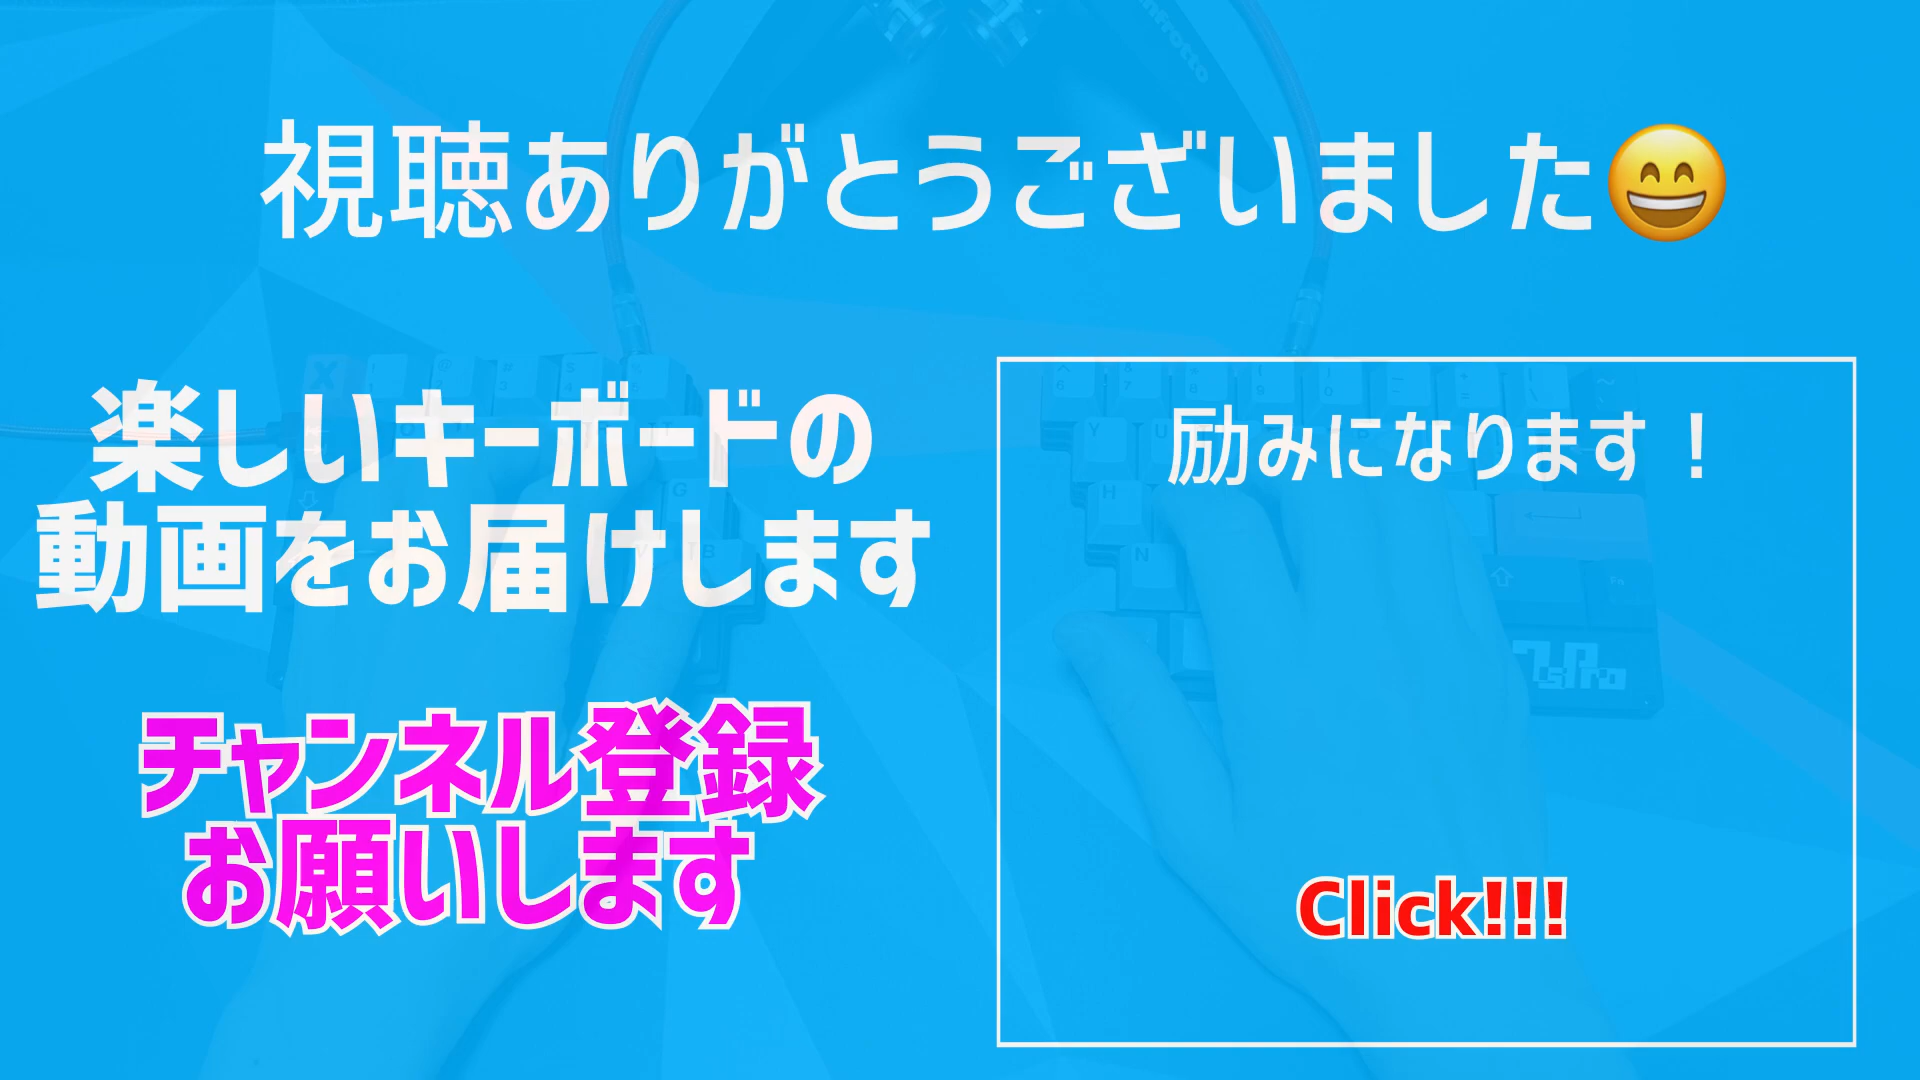 視聴ありがとうございました😄
楽しいキーボードの
動画をお届けします
チャンネル登録
お願いします
励みになります！
Click!!!